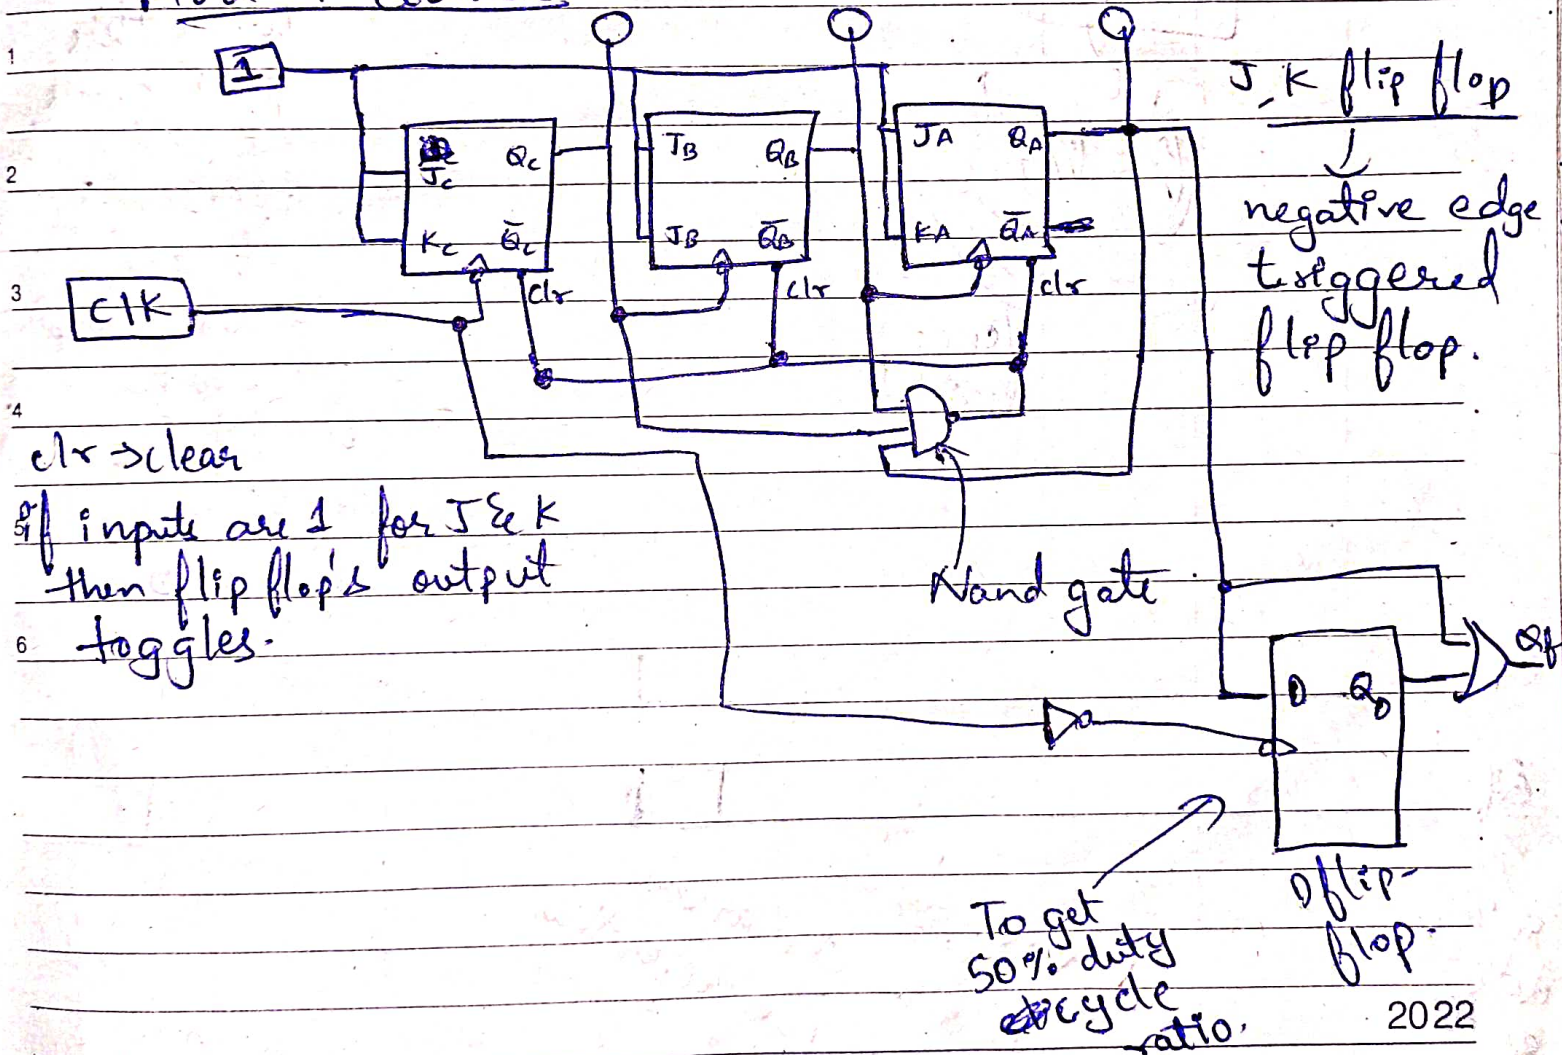 1
1
J, K flip flop
JC QC
KC Q̄C
clr
JB QB
JB Q̄B
clr
JA QA
KA Q̄A
clr
2
negative edge
triggered
flip flop.
3
clK
4
clr → clear
5
if inputs are 1 for J & K
then flip flop's output
toggles.
6
Nand gate
D QD
Qf
D flip-
flop.
To get
50% duty
cycle
ratio.
2022